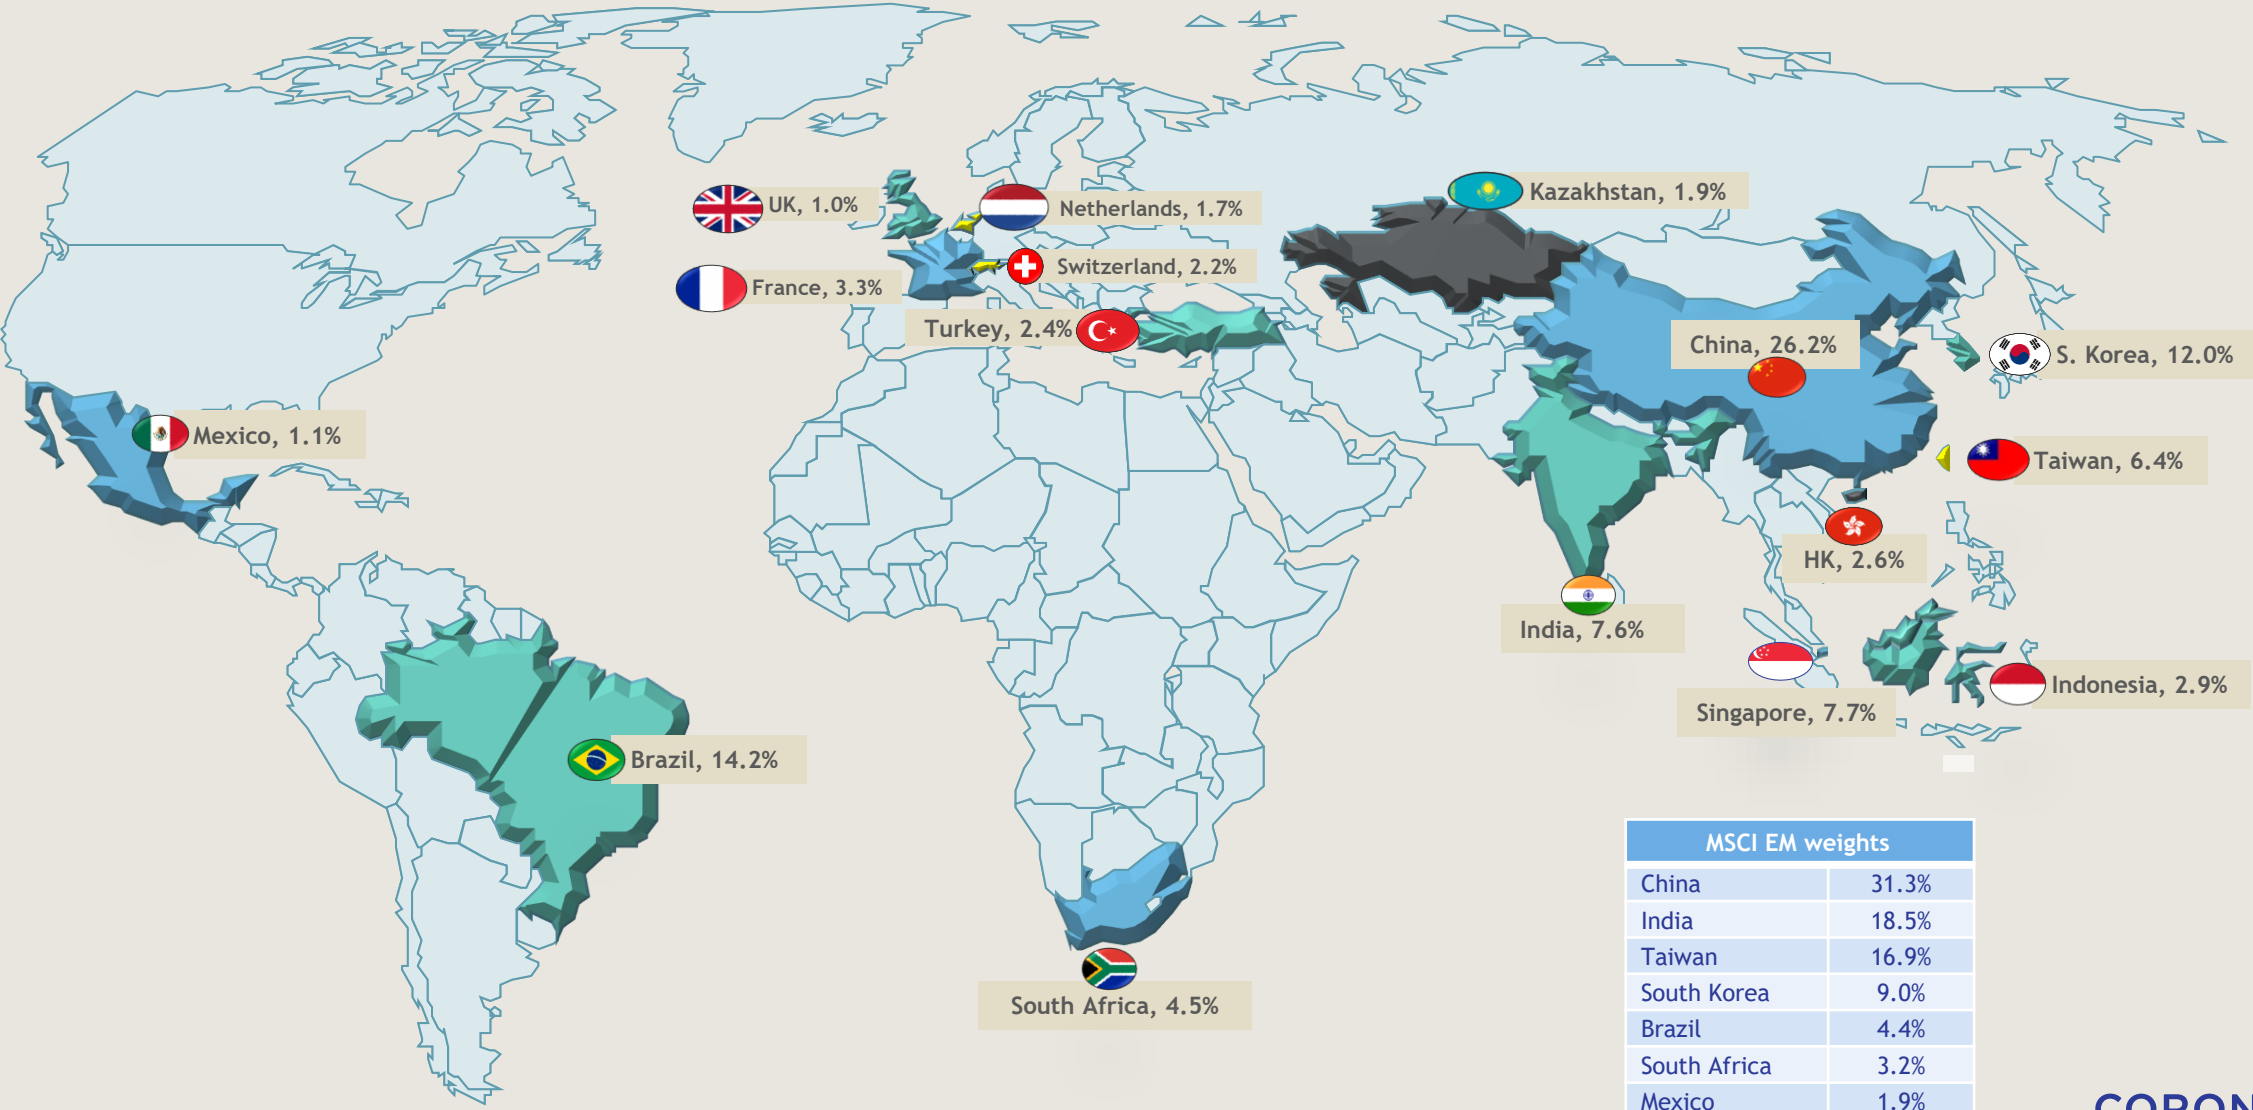 Kazakhstan, 1.9%
UK, 1.0%
Netherlands, 1.7%
Switzerland, 2.2%
France, 3.3%
Turkey, 2.4%
China, 26.2%
S. Korea, 12.0%
Mexico, 1.1%
Taiwan, 6.4%
HK, 2.6%
India, 7.6%
Indonesia, 2.9%
Singapore, 7.7%
Brazil, 14.2%
South Africa, 4.5%
MSCI EM weights
China 31.3%
India 18.5%
Taiwan 16.9%
South Korea 9.0%
Brazil 4.4%
South Africa 3.2%
Mexico 1.9%